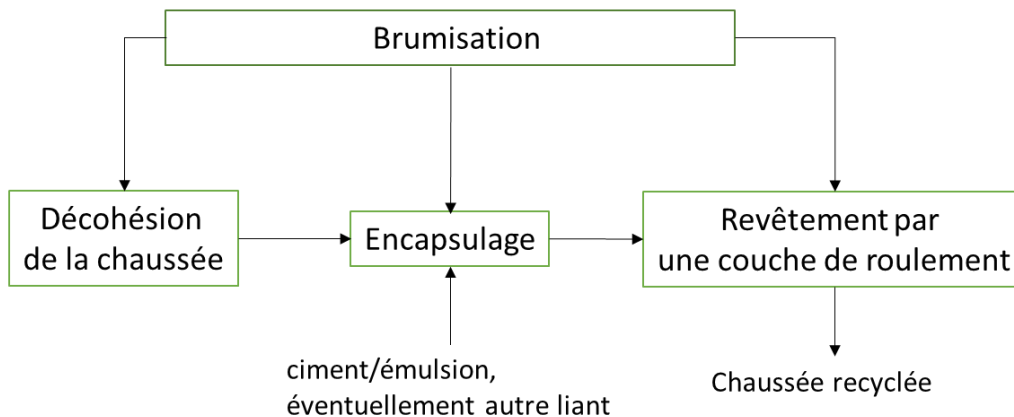 Brumisation
Décohésion
de la chaussée
Encapsulage
Revêtement par
une couche de roulement
ciment/émulsion,
éventuellement autre liant
Chaussée recyclée